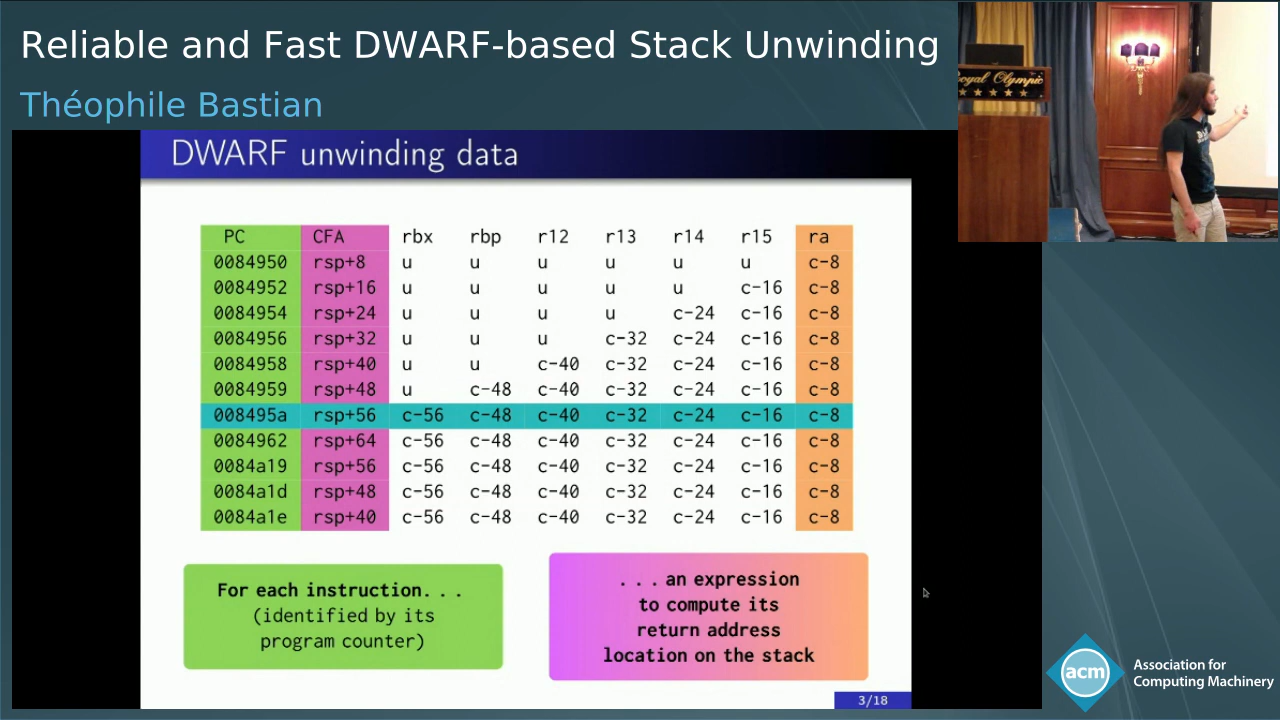 Reliable and Fast DWARF-based Stack Unwinding
Théophile Bastian
Royal Olympic
DWARF unwinding data
PC CFA rbx rbp r12 r13 r14 r15 ra
0084950 rsp+8 u u u u u u c-8
0084952 rsp+16 u u u u u c-16 c-8
0084954 rsp+24 u u u u c-24 c-16 c-8
0084956 rsp+32 u u u c-32 c-24 c-16 c-8
0084958 rsp+40 u u c-40 c-32 c-24 c-16 c-8
0084959 rsp+48 u c-48 c-40 c-32 c-24 c-16 c-8
008495a rsp+56 c-56 c-48 c-40 c-32 c-24 c-16 c-8
0084962 rsp+64 c-56 c-48 c-40 c-32 c-24 c-16 c-8
0084a19 rsp+56 c-56 c-48 c-40 c-32 c-24 c-16 c-8
0084a1d rsp+48 c-56 c-48 c-40 c-32 c-24 c-16 c-8
0084a1e rsp+40 c-56 c-48 c-40 c-32 c-24 c-16 c-8
For each instruction. . .
(identified by its
program counter)
. . . an expression
to compute its
return address
location on the stack
3/18
acm
Association for
Computing Machinery